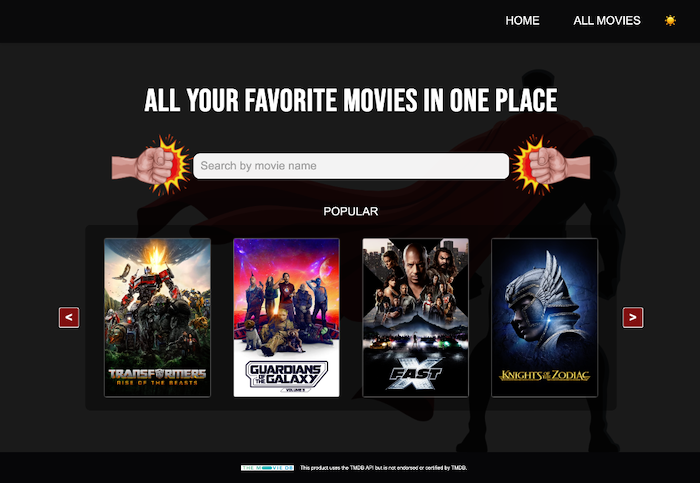 HOME ALL MOVIES
ALL YOUR FAVORITE MOVIES IN ONE PLACE
Search by movie name
POPULAR
TRANSFORMERS
RISE OF THE BEASTS
GUARDIANS
OF THE
GALAXY
VOLUME 3
FAST X
KNIGHTS OF THE ZODIAC
<
>
THE MOVIE DB
This product uses the TMDB API but is not endorsed or certified by TMDB.